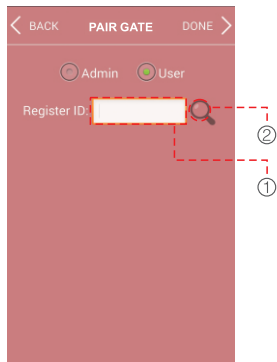 BACK PAIR GATE DONE
Admin User
Register ID:
②
①